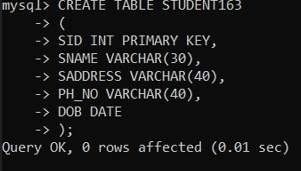 mysql> CREATE TABLE STUDENT163
-> (
-> SID INT PRIMARY KEY,
-> SNAME VARCHAR(30),
-> SADDRESS VARCHAR(40),
-> PH_NO VARCHAR(40),
-> DOB DATE
-> );
Query OK, 0 rows affected (0.01 sec)